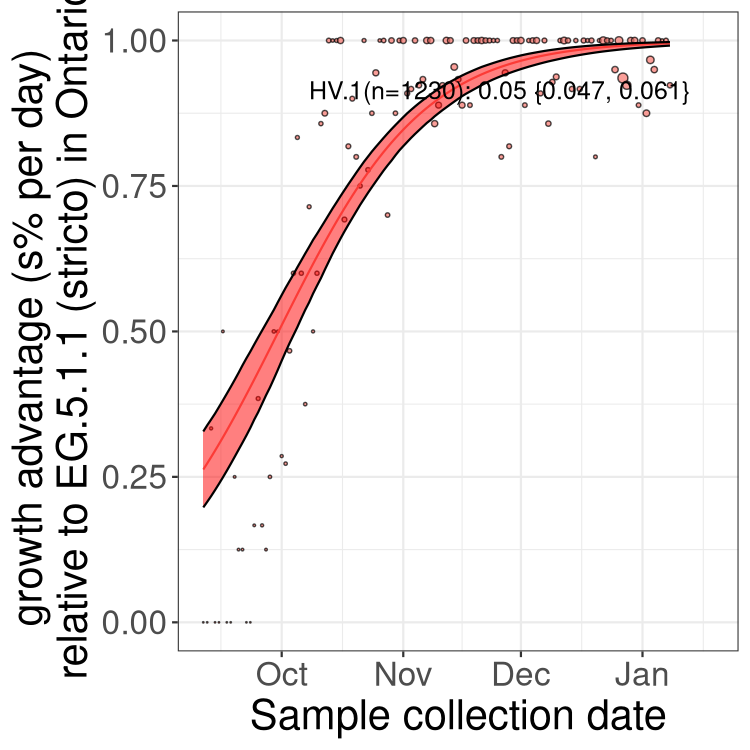 growth advantage (s% per day)
relative to EG.5.1.1 (stricto) in Ontario
1.00
0.75
0.50
0.25
0.00
HV.1(n=1230): 0.05 {0.047, 0.061}
Oct Nov Dec Jan
Sample collection date